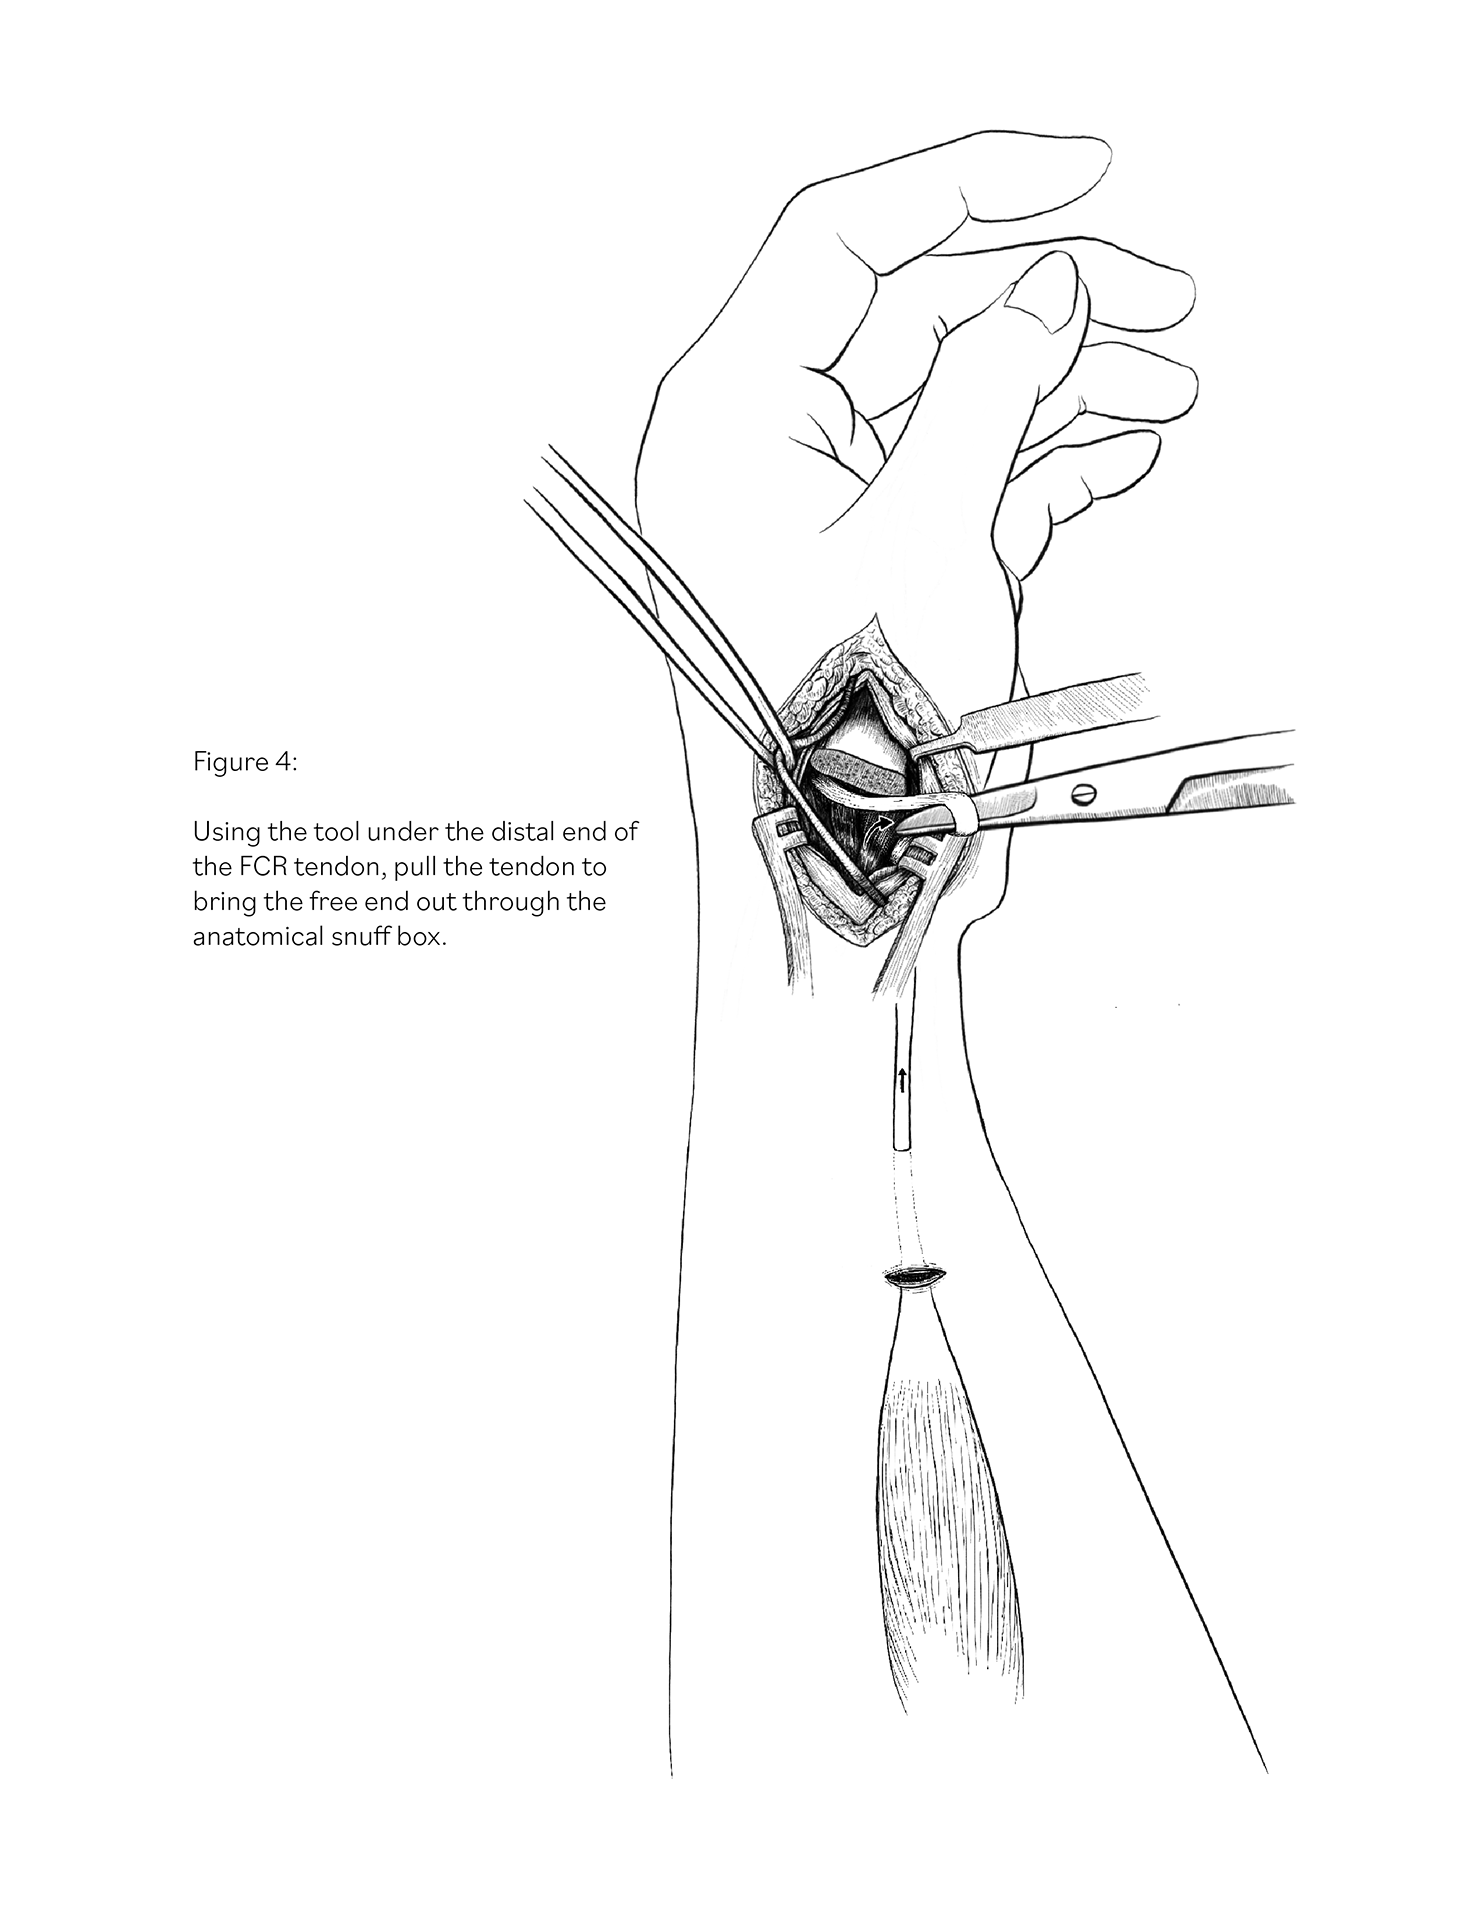 Figure 4:
Using the tool under the distal end of
the FCR tendon, pull the tendon to
bring the free end out through the
anatomical snuff box.